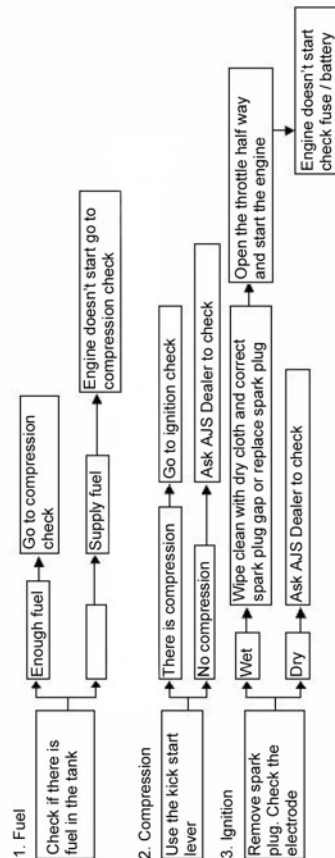 1. Fuel
Check if there is
fuel in the tank
Enough fuel
Go to compression
check
Supply fuel
Engine doesn't start go to
compression check
2. Compression
Use the kick start
lever
There is compression
Go to ignition check
No compression
Ask AJS Dealer to check
3. Ignition
Remove spark
plug. Check the
electrode
Wet
Wipe clean with dry cloth and correct
spark plug gap or replace spark plug
Open the throttle half way
and start the engine
Engine doesn't start
check fuse / battery
Dry
Ask AJS Dealer to check